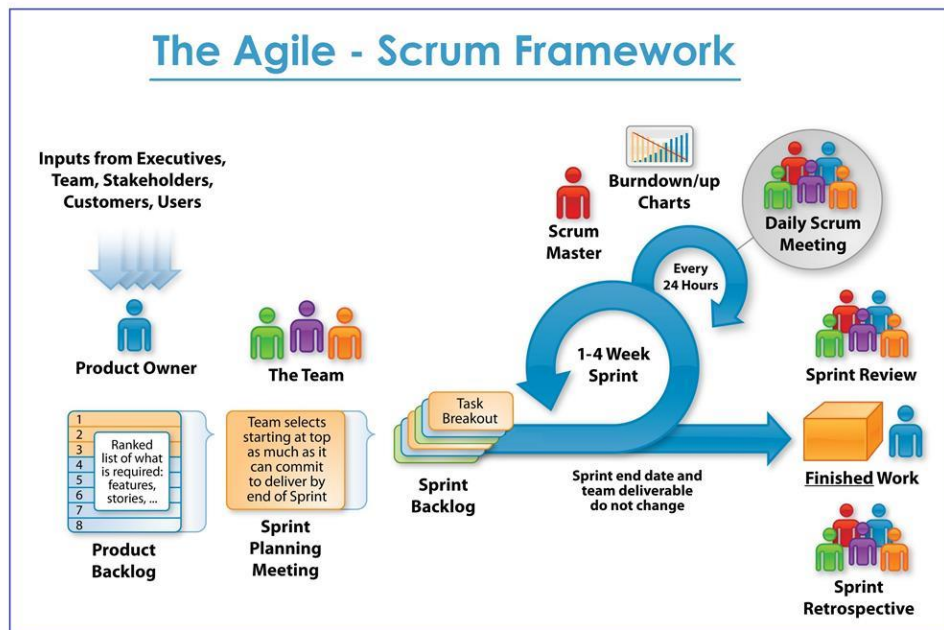 The Agile - Scrum Framework
Inputs from Executives,
Team, Stakeholders,
Customers, Users
Product Owner
The Team
1
2
3
4
5
6
7
8
Ranked
list of what
is required:
features,
stories, ...
Product
Backlog
Team selects
starting at top
as much as it
can commit
to deliver by
end of Sprint
Sprint
Planning
Meeting
Task
Breakout
Sprint
Backlog
Scrum
Master
Burndown/up
Charts
Every
24 Hours
Daily Scrum
Meeting
1-4 Week
Sprint
Sprint end date and
team deliverable
do not change
Sprint Review
Finished Work
Sprint
Retrospective